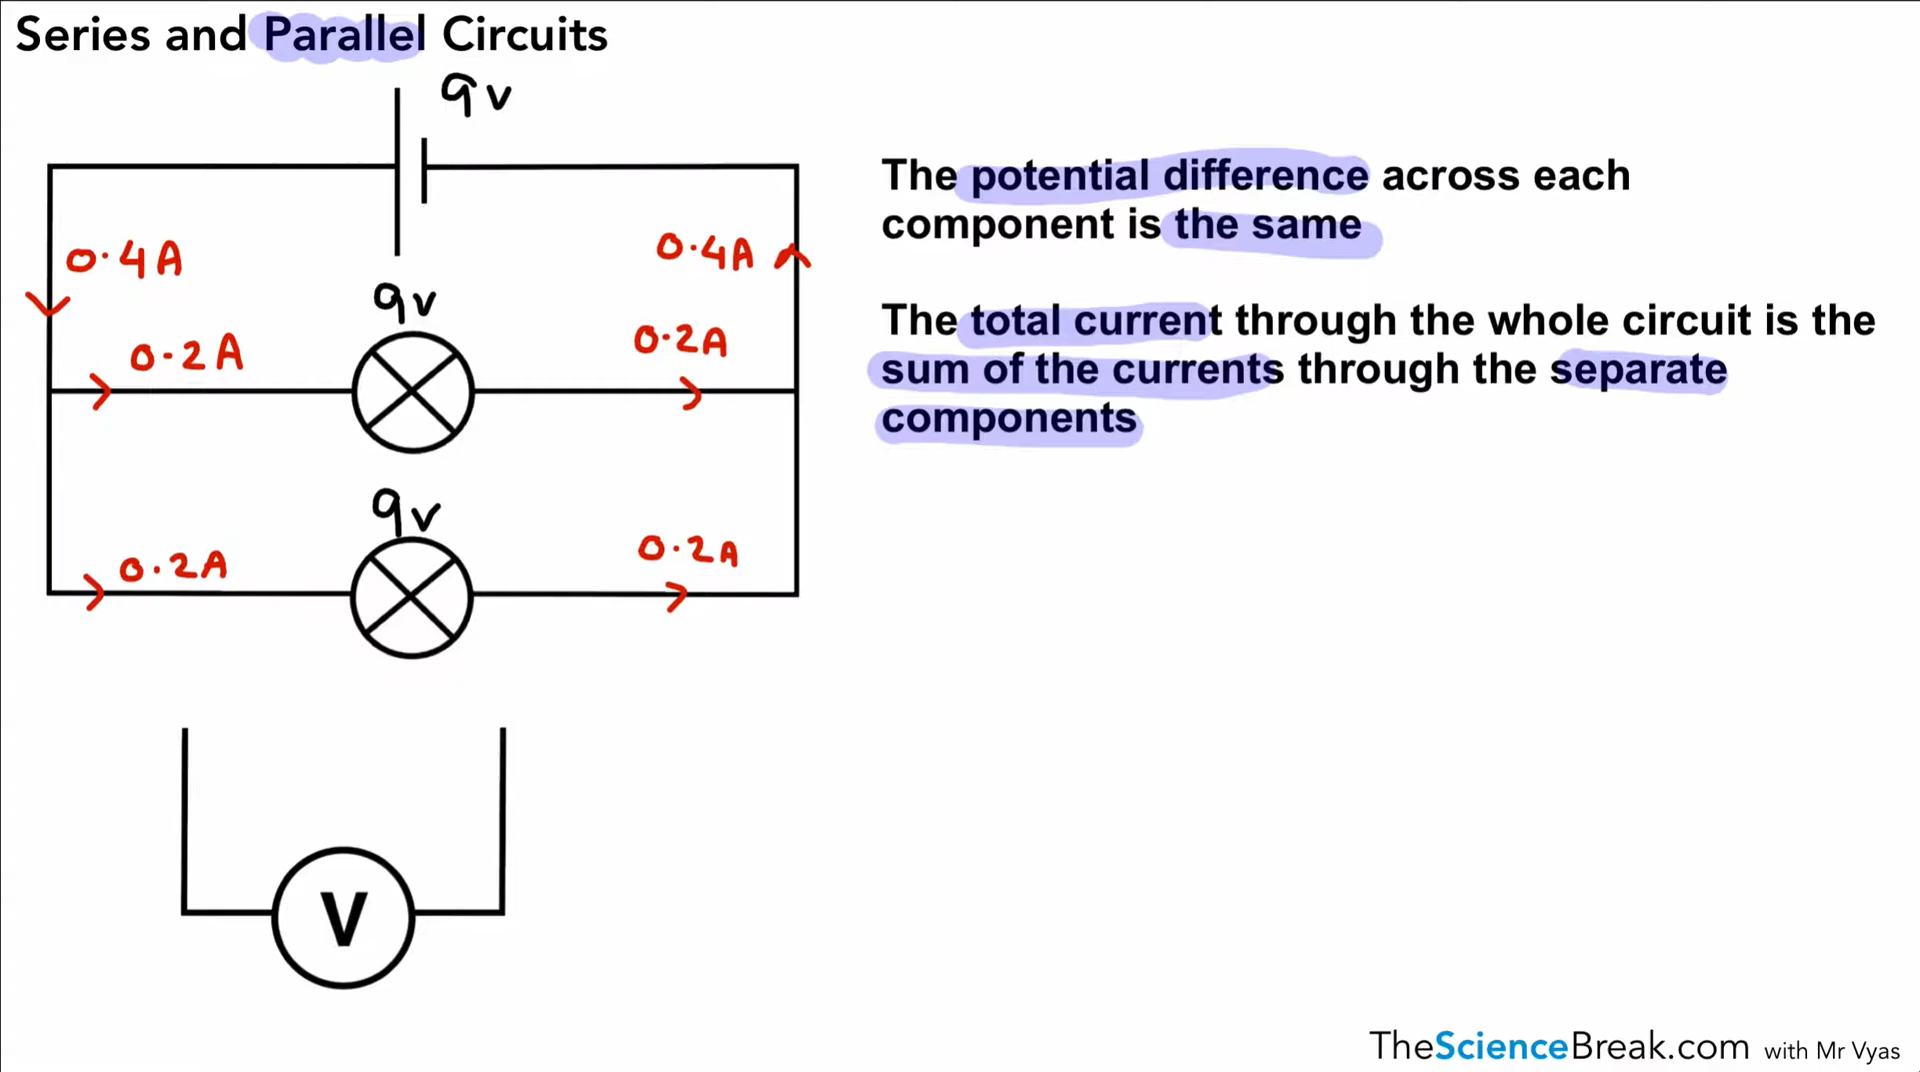 Series and Parallel Circuits
9v
The potential difference across each
component is the same
0.4A
0.4A
9v
0.2A
0.2A
The total current through the whole circuit is the
sum of the currents through the separate
components
9v
0.2A
0.2A
V
TheScienceBreak.com with Mr Vyas